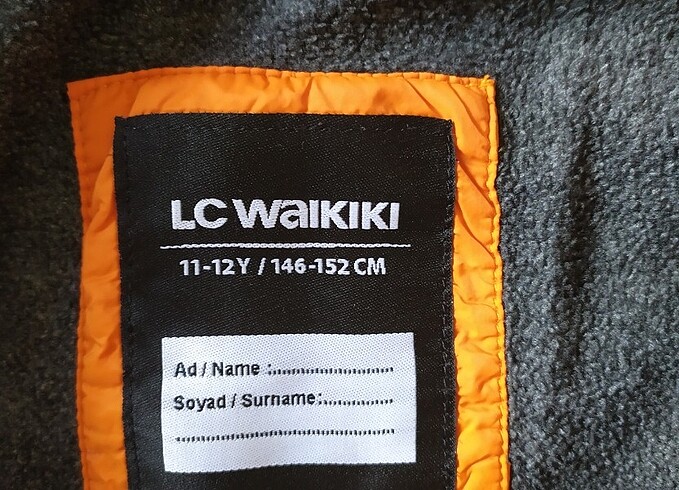 LC WAIKIKI
11-12Y / 146-152 CM
Ad / Name :..............................
Soyad / Surname:.................
......................................................